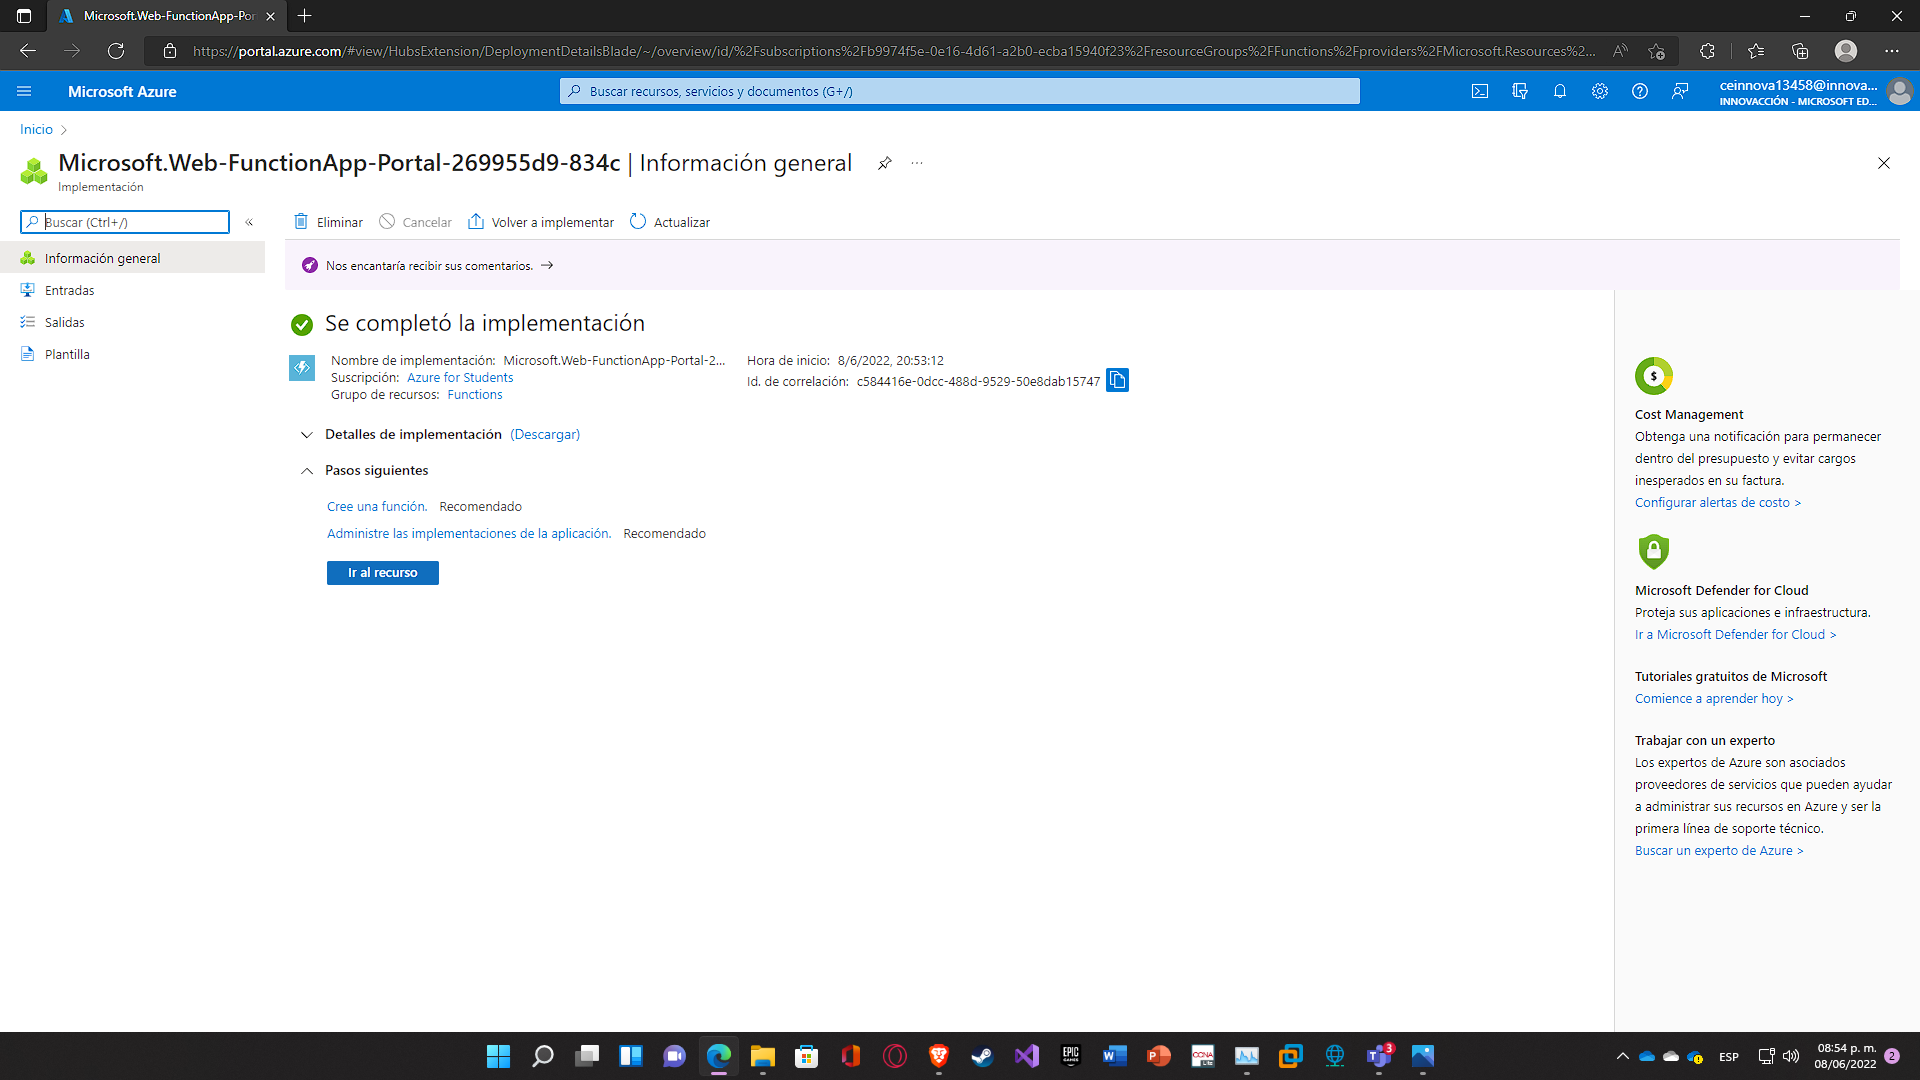 Microsoft.Web-FunctionApp-Por
https://portal.azure.com/#view/HubsExtension/DeploymentDetailsBlade/~/overview/id/%2Fsubscriptions%2Fb9974f5e-0e16-4d61-a2b0-ecba15940f23%2FresourceGroups%2FFunctions%2Fproviders%2FMicrosoft.Resources%2...
Microsoft Azure
Buscar recursos, servicios y documentos (G+/)
ceinnova13458@innova...
INNOVACCIÓN - MICROSOFT ED...
Inicio
Microsoft.Web-FunctionApp-Portal-269955d9-834c | Información general
Implementación
Buscar (Ctrl+/)
Eliminar
Cancelar
Volver a implementar
Actualizar
Información general
Entradas
Salidas
Plantilla
Nos encantaría recibir sus comentarios.
Se completó la implementación
Nombre de implementación: Microsoft.Web-FunctionApp-Portal-2...
Suscripción: Azure for Students
Grupo de recursos: Functions
Hora de inicio: 8/6/2022, 20:53:12
Id. de correlación: c584416e-0dcc-488d-9529-50e8dab15747
Detalles de implementación (Descargar)
Pasos siguientes
Cree una función. Recomendado
Administre las implementaciones de la aplicación. Recomendado
Ir al recurso
Cost Management
Obtenga una notificación para permanecer
dentro del presupuesto y evitar cargos
inesperados en su factura.
Configurar alertas de costo >
Microsoft Defender for Cloud
Proteja sus aplicaciones e infraestructura.
Ir a Microsoft Defender for Cloud >
Tutoriales gratuitos de Microsoft
Comience a aprender hoy >
Trabajar con un experto
Los expertos de Azure son asociados
proveedores de servicios que pueden ayudar
a administrar sus recursos en Azure y ser la
primera línea de soporte técnico.
Buscar un experto de Azure >
EPIC
GAMES
CCNA
3
ESP
08:54 p. m.
08/06/2022
2